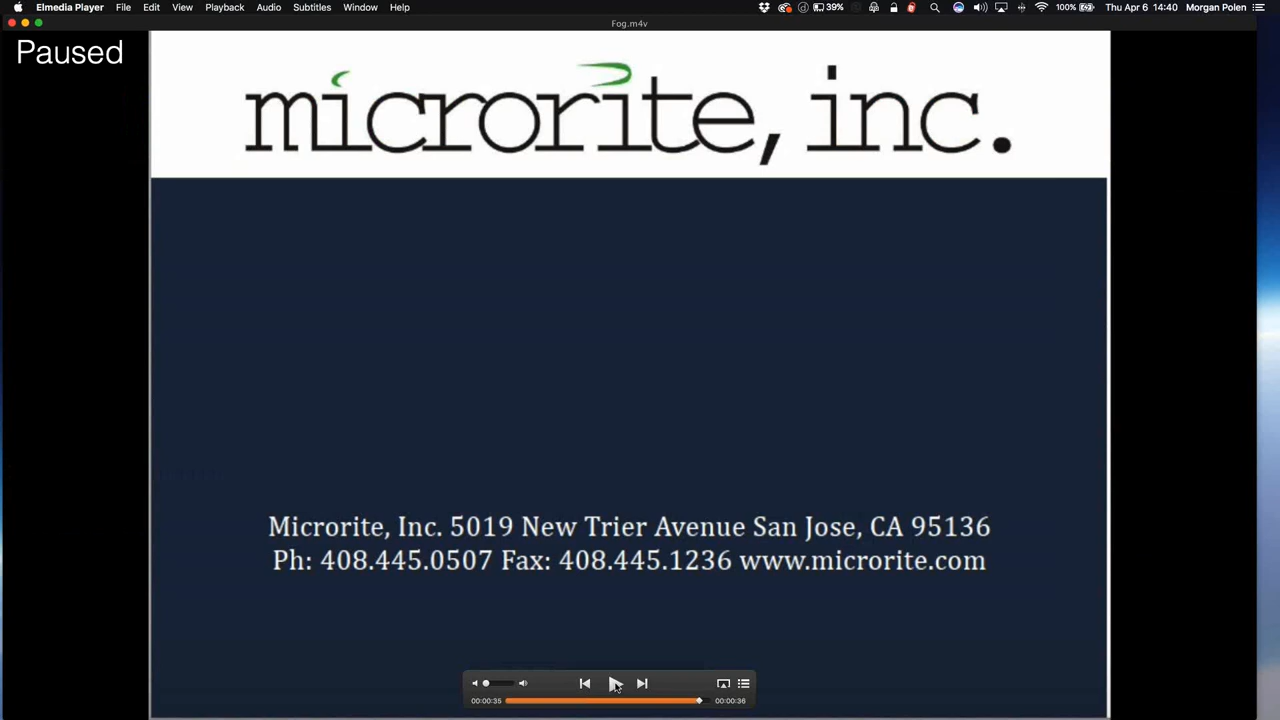 Elmedia Player File Edit View Playback Audio Subtitles Window Help 39% 100% Thu Apr 6 14:40 Morgan Polen
Fog.m4v
Paused
microrite, inc.
Microrite, Inc. 5019 New Trier Avenue San Jose, CA 95136
Ph: 408.445.0507 Fax: 408.445.1236 www.microrite.com
00:00:35 00:00:36